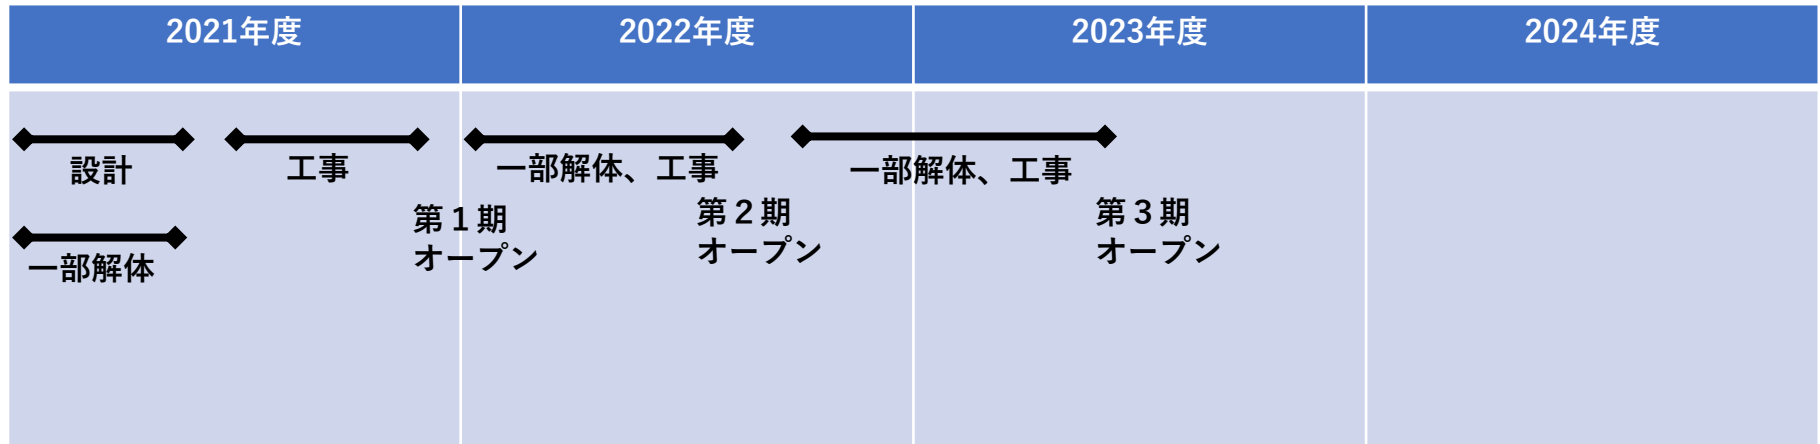 2021年度
2022年度
2023年度
2024年度
設計
工事
一部解体、工事
一部解体、工事
第１期
オープン
第２期
オープン
第３期
オープン
一部解体